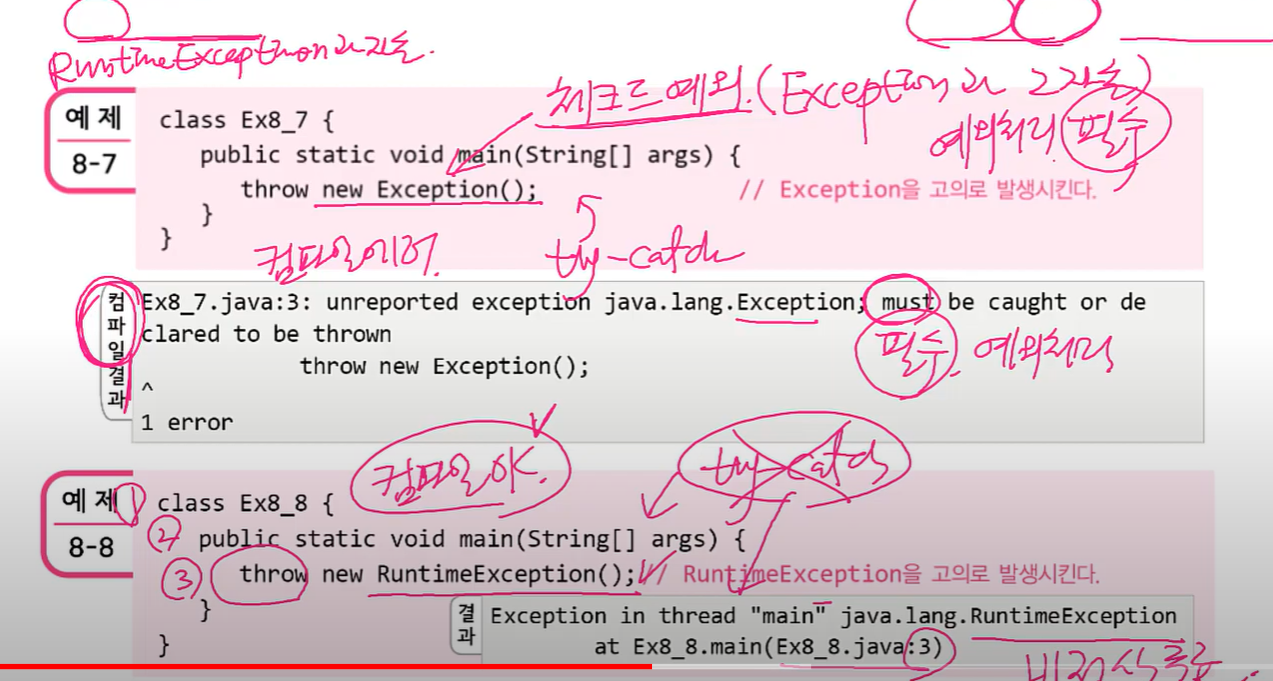 RuntimeException과 자손.
체크드예외.(Exception과 그 자손)
예외처리 필수
예제
8-7
class Ex8_7 {
public static void main(String[] args) {
throw new Exception(); // Exception을 고의로 발생시킨다.
}
}
컴파일에러.
try-catch
컴파일결과
Ex8_7.java:3: unreported exception java.lang.Exception; must be caught or de
clared to be thrown
throw new Exception();
^
1 error
필수. 예외처리
컴파일OK.
try-catch
예제
8-8
① class Ex8_8 {
② public static void main(String[] args) {
③ throw new RuntimeException(); // RuntimeException을 고의로 발생시킨다.
}
}
결과
Exception in thread "main" java.lang.RuntimeException
at Ex8_8.main(Ex8_8.java:3)